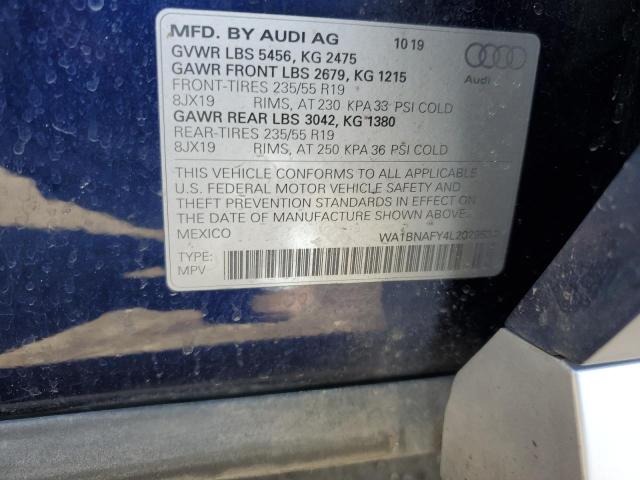 MFD. BY AUDI AG 10 19
GVWR LBS 5456, KG 2475
GAWR FRONT LBS 2679, KG 1215
FRONT-TIRES 235/55 R19
8JX19 RIMS, AT 230 KPA 33 PSI COLD
GAWR REAR LBS 3042, KG 1380
REAR-TIRES 235/55 R19
8JX19 RIMS, AT 250 KPA 36 PSI COLD
Audi
THIS VEHICLE CONFORMS TO ALL APPLICABLE
U.S. FEDERAL MOTOR VEHICLE SAFETY AND
THEFT PREVENTION STANDARDS IN EFFECT ON
THE DATE OF MANUFACTURE SHOWN ABOVE.
MEXICO
TYPE:
MPV